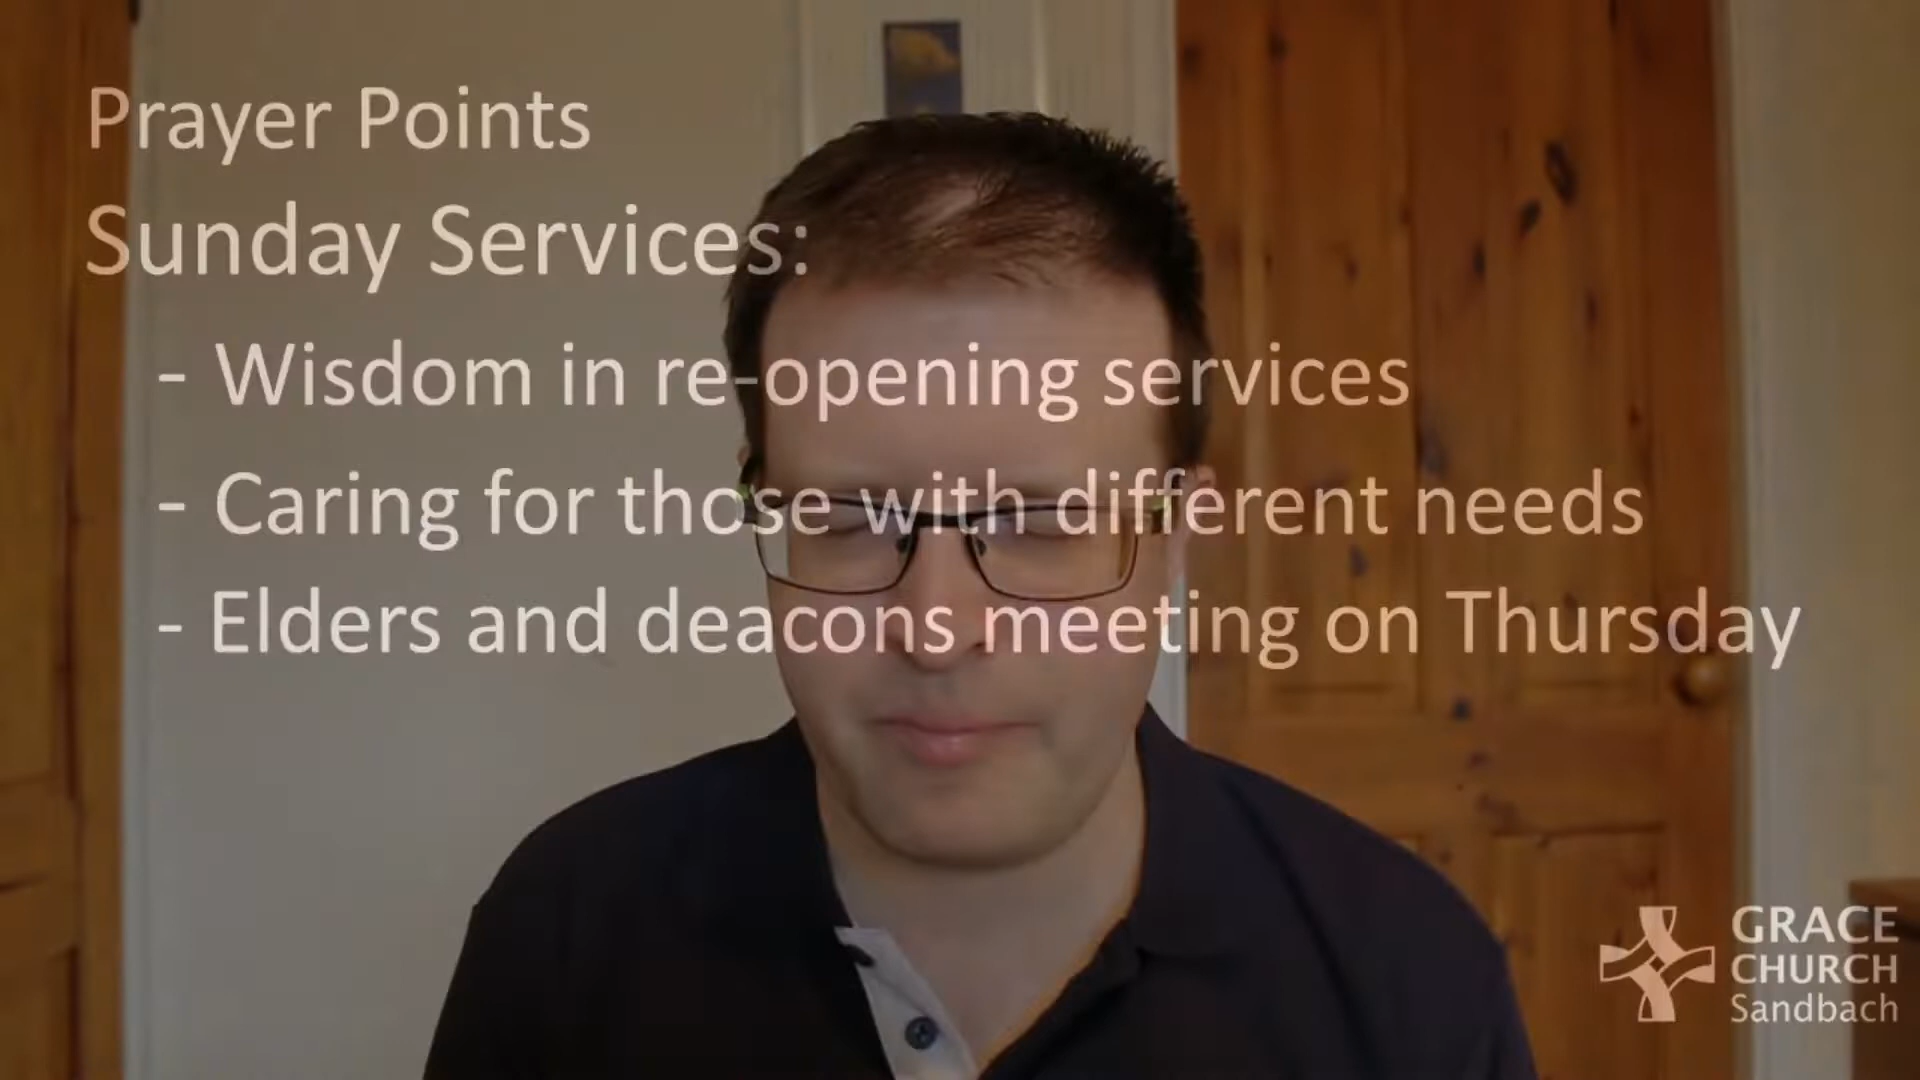 Prayer Points
Sunday Services:
- Wisdom in re-opening services
- Caring for those with different needs
- Elders and deacons meeting on Thursday
GRACE
CHURCH
Sandbach